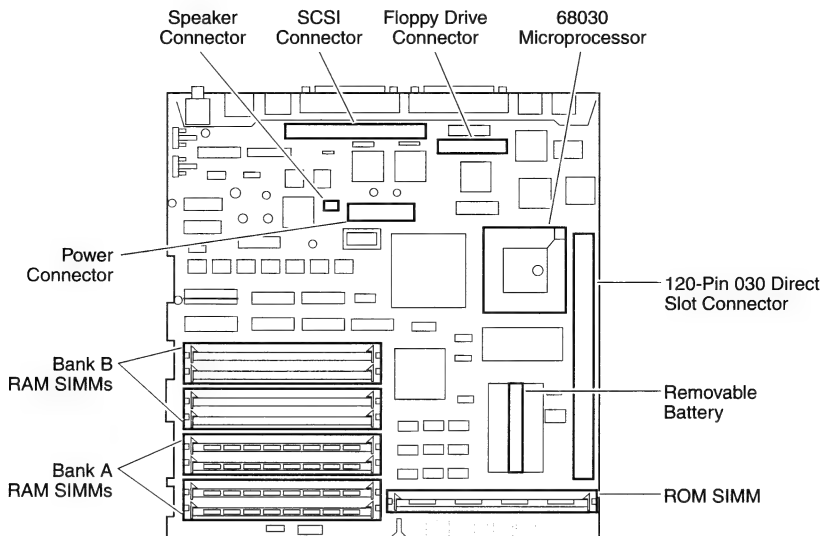 Speaker
Connector
SCSI
Connector
Floppy Drive
Connector
68030
Microprocessor
Power
Connector
120-Pin 030 Direct
Slot Connector
Bank B
RAM SIMMs
Removable
Battery
Bank A
RAM SIMMs
ROM SIMM